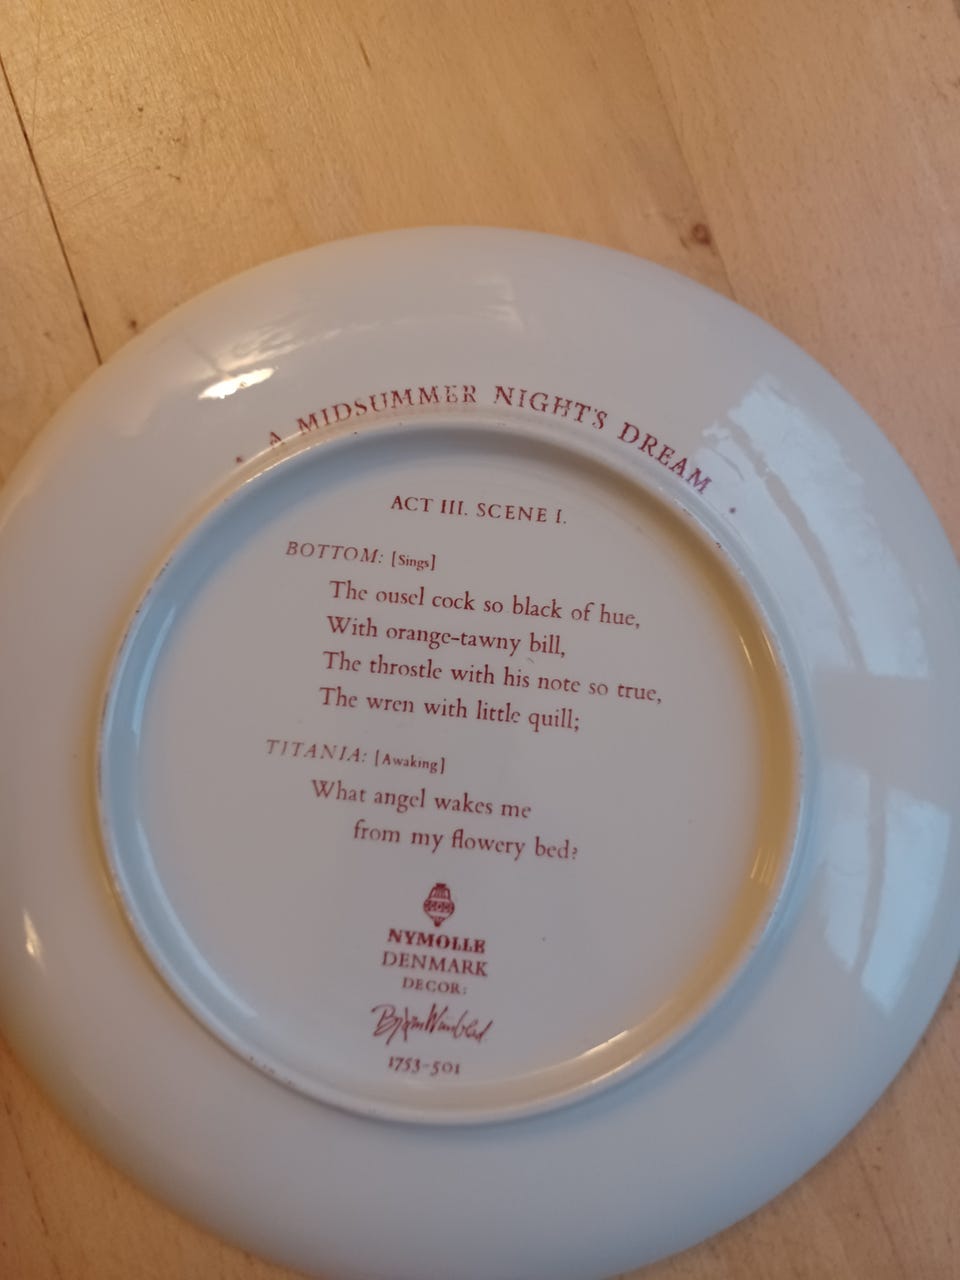 A MIDSUMMER NIGHT'S DREAM
ACT III. SCENE I.
BOTTOM: [Sings]
The ousel cock so black of hue,
With orange-tawny bill,
The throstle with his note so true,
The wren with little quill;
TITANIA: [Awaking]
What angel wakes me
from my flowery bed?
NYMOLLE
DENMARK
DECOR:
Bjørn Wiinblad
1753-501